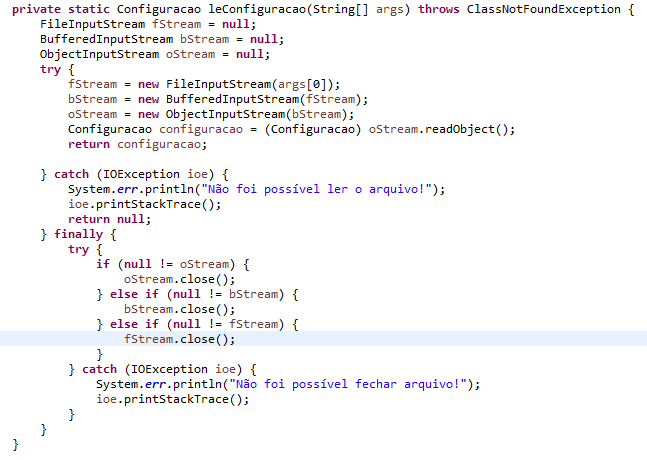 private static Configuracao leConfiguracao(String[] args) throws ClassNotFoundException {
    FileInputStream fStream = null;
    BufferedInputStream bStream = null;
    ObjectInputStream oStream = null;
    try {
        fStream = new FileInputStream(args[0]);
        bStream = new BufferedInputStream(fStream);
        oStream = new ObjectInputStream(bStream);
        Configuracao configuracao = (Configuracao) oStream.readObject();
        return configuracao;

    } catch (IOException ioe) {
        System.err.println("Não foi possível ler o arquivo!");
        ioe.printStackTrace();
        return null;
    } finally {
        try {
            if (null != oStream) {
                oStream.close();
            } else if (null != bStream) {
                bStream.close();
            } else if (null != fStream) {
                fStream.close();
            }
        } catch (IOException ioe) {
            System.err.println("Não foi possível fechar arquivo!");
            ioe.printStackTrace();
        }
    }
}